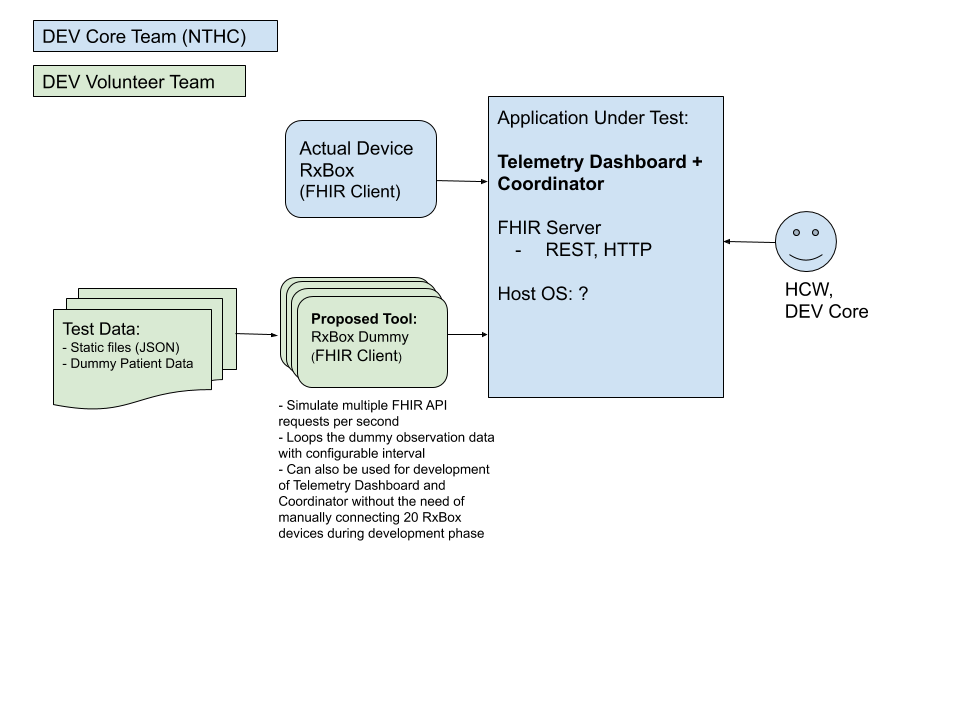 DEV Core Team (NTHC)
DEV Volunteer Team
Actual Device
RxBox
(FHIR Client)
Application Under Test:
Telemetry Dashboard +
Coordinator
FHIR Server
- REST, HTTP
Host OS: ?
HCW,
DEV Core
Test Data:
- Static files (JSON)
- Dummy Patient Data
Proposed Tool:
RxBox Dummy
(FHIR Client)
- Simulate multiple FHIR API
requests per second
- Loops the dummy observation data
with configurable interval
- Can also be used for development
of Telemetry Dashboard and
Coordinator without the need of
manually connecting 20 RxBox
devices during development phase